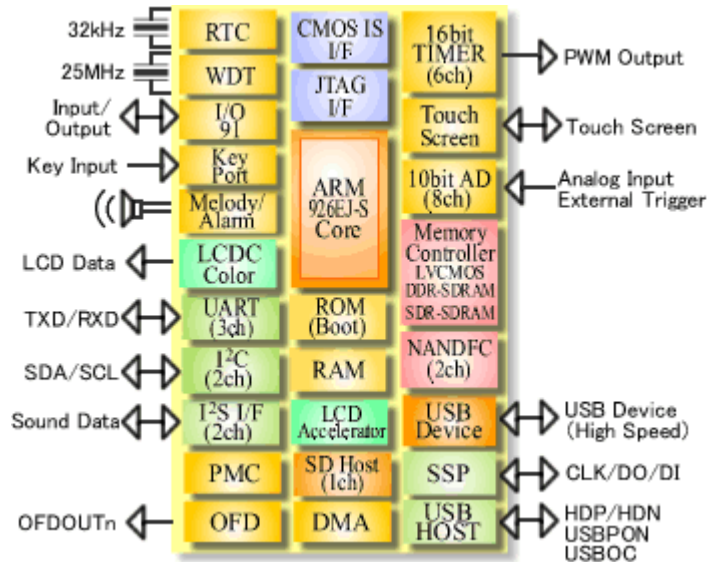 32kHz
25MHz
Input/
Output
Key Input
LCD Data
TXD/RXD
SDA/SCL
Sound Data
OFDOUTn
RTC
WDT
I/O
91
Key
Port
Melody/
Alarm
LCDC
Color
UART
(3ch)
I²C
(2ch)
I²S I/F
(2ch)
PMC
OFD
CMOS IS
I/F
JTAG
I/F
ARM
926EJ-S
Core
ROM
(Boot)
RAM
LCD
Accelerator
SD Host
(1ch)
DMA
16bit
TIMER
(6ch)
Touch
Screen
10bit AD
(8ch)
Memory
Controller
LVCMOS
DDR-SDRAM
SDR-SDRAM
NANDFC
(2ch)
USB
Device
SSP
USB
HOST
PWM Output
Touch Screen
Analog Input
External Trigger
USB Device
(High Speed)
CLK/DO/DI
HDP/HDN
USBPON
USBOC